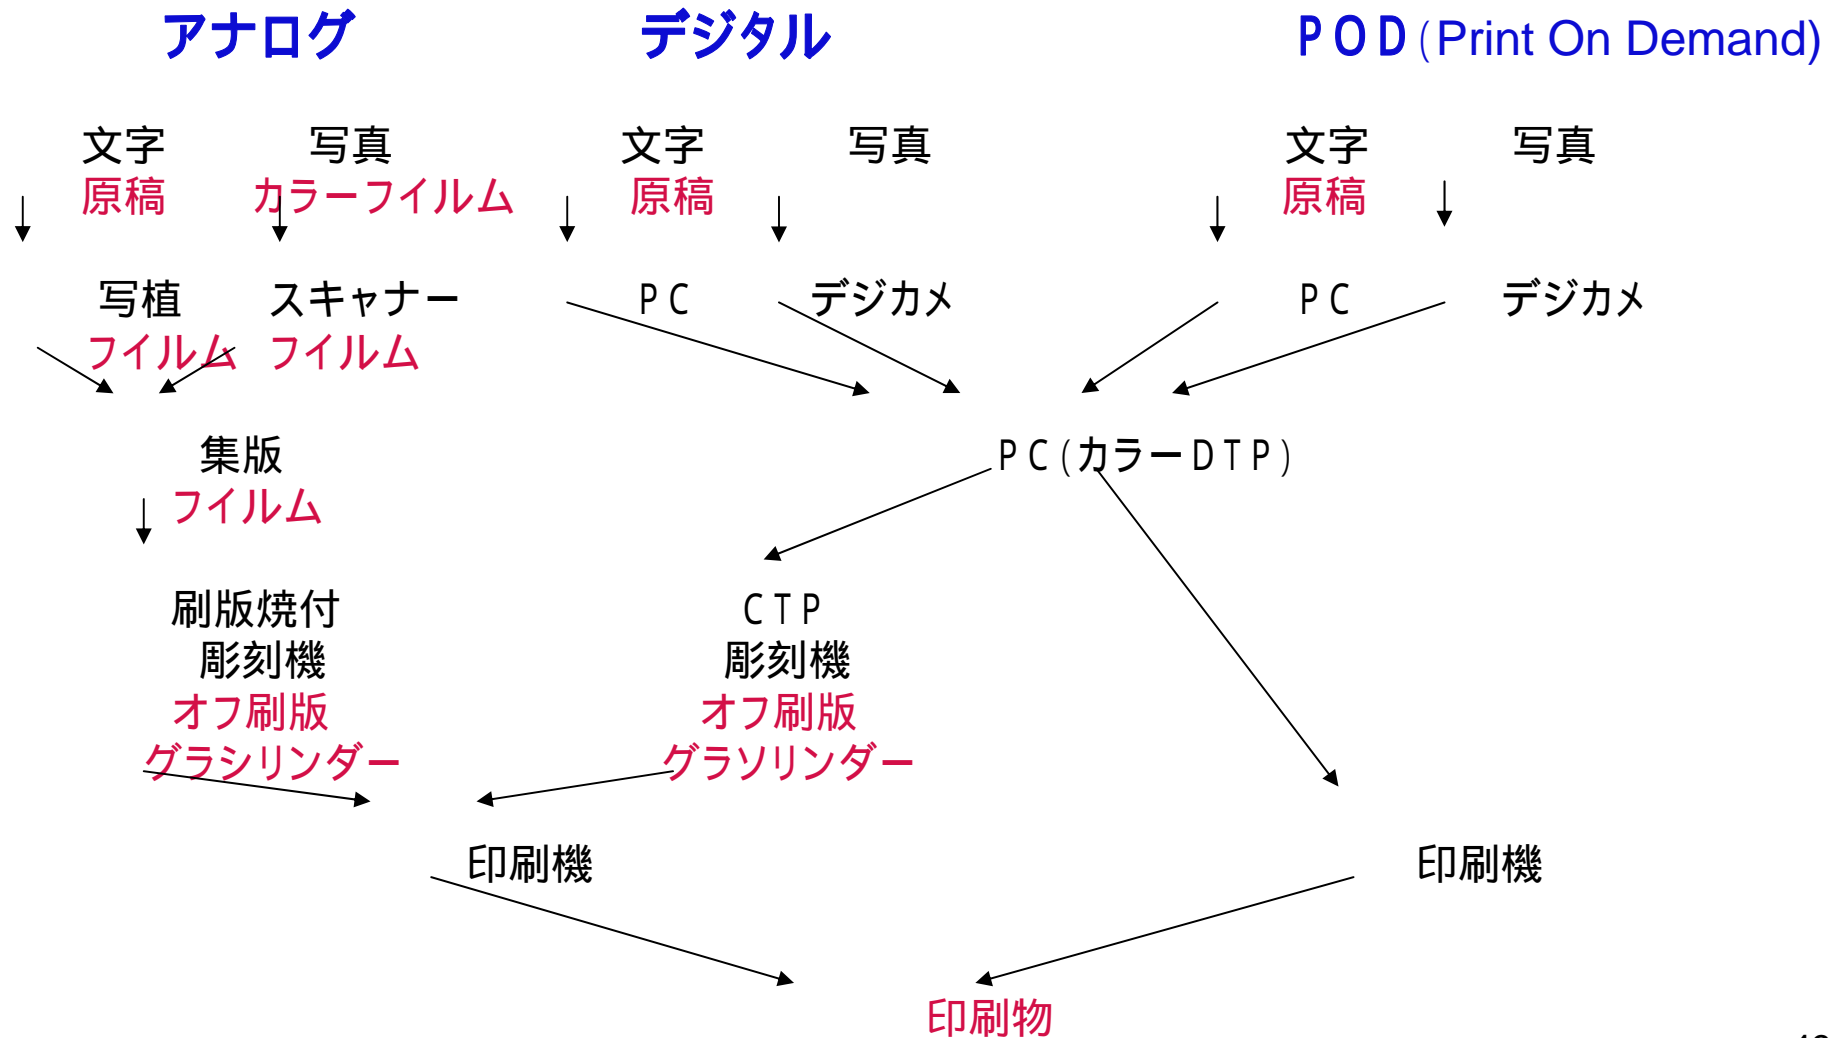 アナログ デジタル POD(Print On Demand)
文字 写真 文字 写真 文字 写真
原稿 カラーフイルム 原稿 原稿
写植 スキャナー PC デジカメ PC デジカメ
フイルム フイルム
集版 PC(カラーDTP)
フイルム
刷版焼付 CTP
彫刻機 彫刻機
オフ刷版 オフ刷版
グラシリンダー グラソリンダー
印刷機 印刷機
印刷物